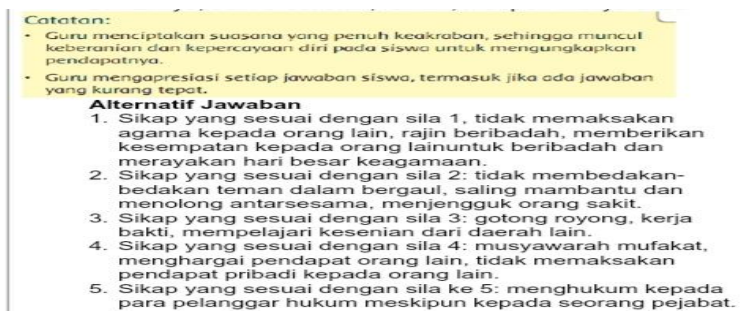 Catatan:
• Guru menciptakan suasana yang penuh keakraban, sehingga muncul
keberanian dan kepercayaan diri pada siswa untuk mengungkapkan
pendapatnya.
• Guru mengapresiasi setiap jawaban siswa, termasuk jika ada jawaban
yang kurang tepat.
Alternatif Jawaban
1. Sikap yang sesuai dengan sila 1, tidak memaksakan
agama kepada orang lain, rajin beribadah, memberikan
kesempatan kepada orang lainuntuk beribadah dan
merayakan hari besar keagamaan.
2. Sikap yang sesuai dengan sila 2: tidak membedakan-
bedakan teman dalam bergaul, saling mambantu dan
menolong antarsesama, menjengguk orang sakit.
3. Sikap yang sesuai dengan sila 3: gotong royong, kerja
bakti, mempelajari kesenian dari daerah lain.
4. Sikap yang sesuai dengan sila 4: musyawarah mufakat,
menghargai pendapat orang lain, tidak memaksakan
pendapat pribadi kepada orang lain.
5. Sikap yang sesuai dengan sila ke 5: menghukum kepada
para pelanggar hukum meskipun kepada seorang pejabat.